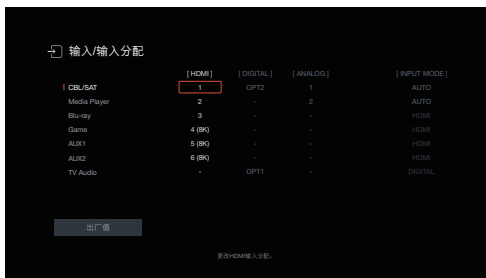 输入/输入分配
[ HDMI ] [ DIGITAL ] [ ANALOG ] [ INPUT MODE ]
CBL/SAT 1 OPT2 1 AUTO
Media Player 2 - 2 AUTO
Blu-ray 3 - - HDMI
Game 4 (8K) - - HDMI
AUX1 5 (8K) - - HDMI
AUX2 6 (8K) - - HDMI
TV Audio - OPT1 - DIGITAL
出厂值
更改HDMI输入分配。